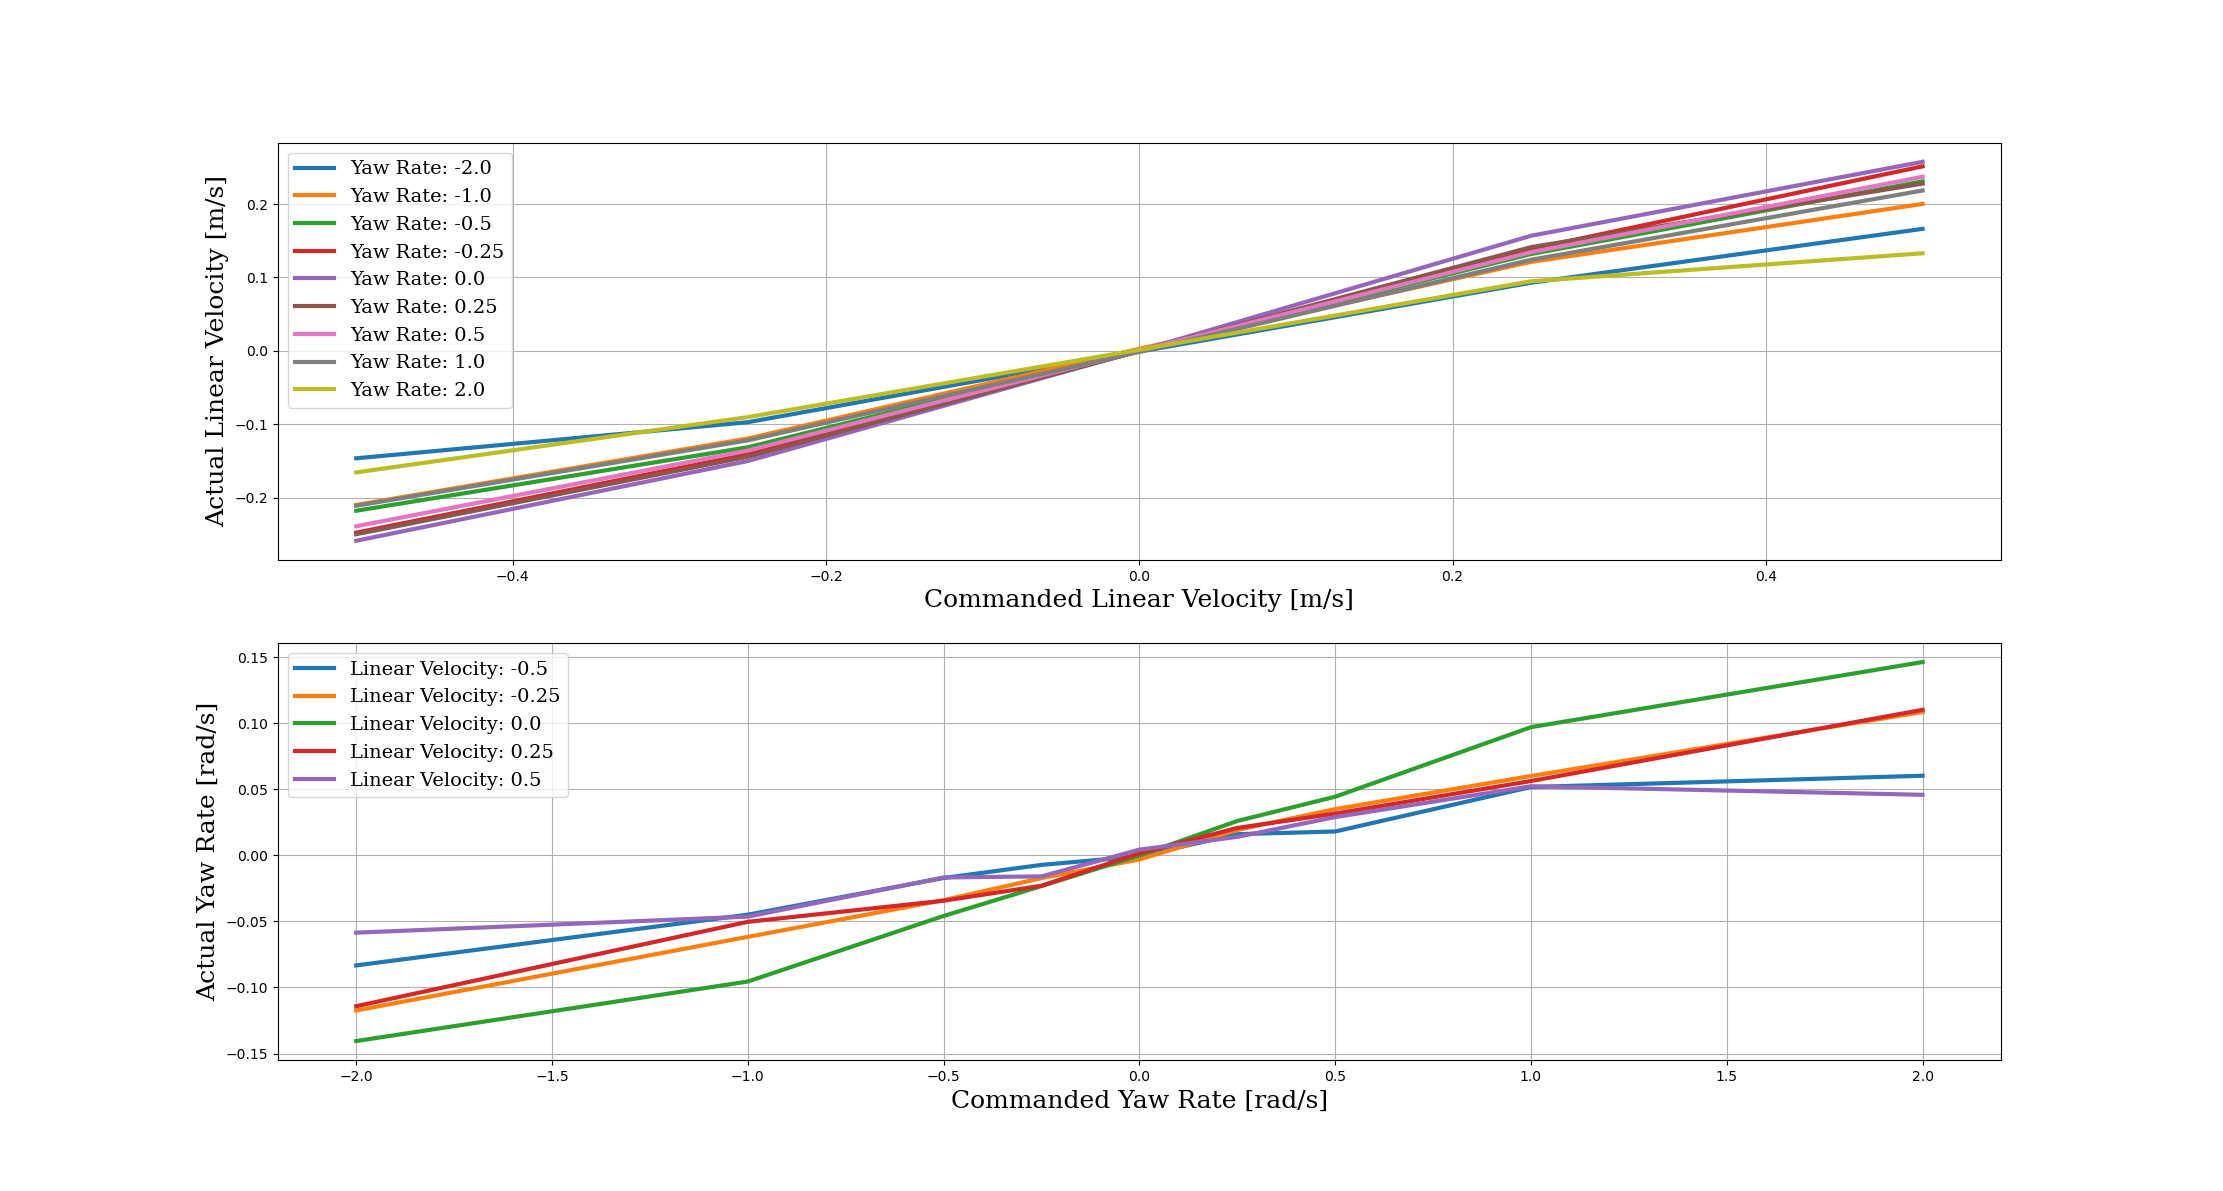 Actual Linear Velocity [m/s]
0.2
0.1
0.0
−0.1
−0.2
Yaw Rate: -2.0
Yaw Rate: -1.0
Yaw Rate: -0.5
Yaw Rate: -0.25
Yaw Rate: 0.0
Yaw Rate: 0.25
Yaw Rate: 0.5
Yaw Rate: 1.0
Yaw Rate: 2.0
−0.4 −0.2 0.0 0.2 0.4
Commanded Linear Velocity [m/s]
Actual Yaw Rate [rad/s]
0.15
0.10
0.05
0.00
−0.05
−0.10
−0.15
Linear Velocity: -0.5
Linear Velocity: -0.25
Linear Velocity: 0.0
Linear Velocity: 0.25
Linear Velocity: 0.5
−2.0 −1.5 −1.0 −0.5 0.0 0.5 1.0 1.5 2.0
Commanded Yaw Rate [rad/s]